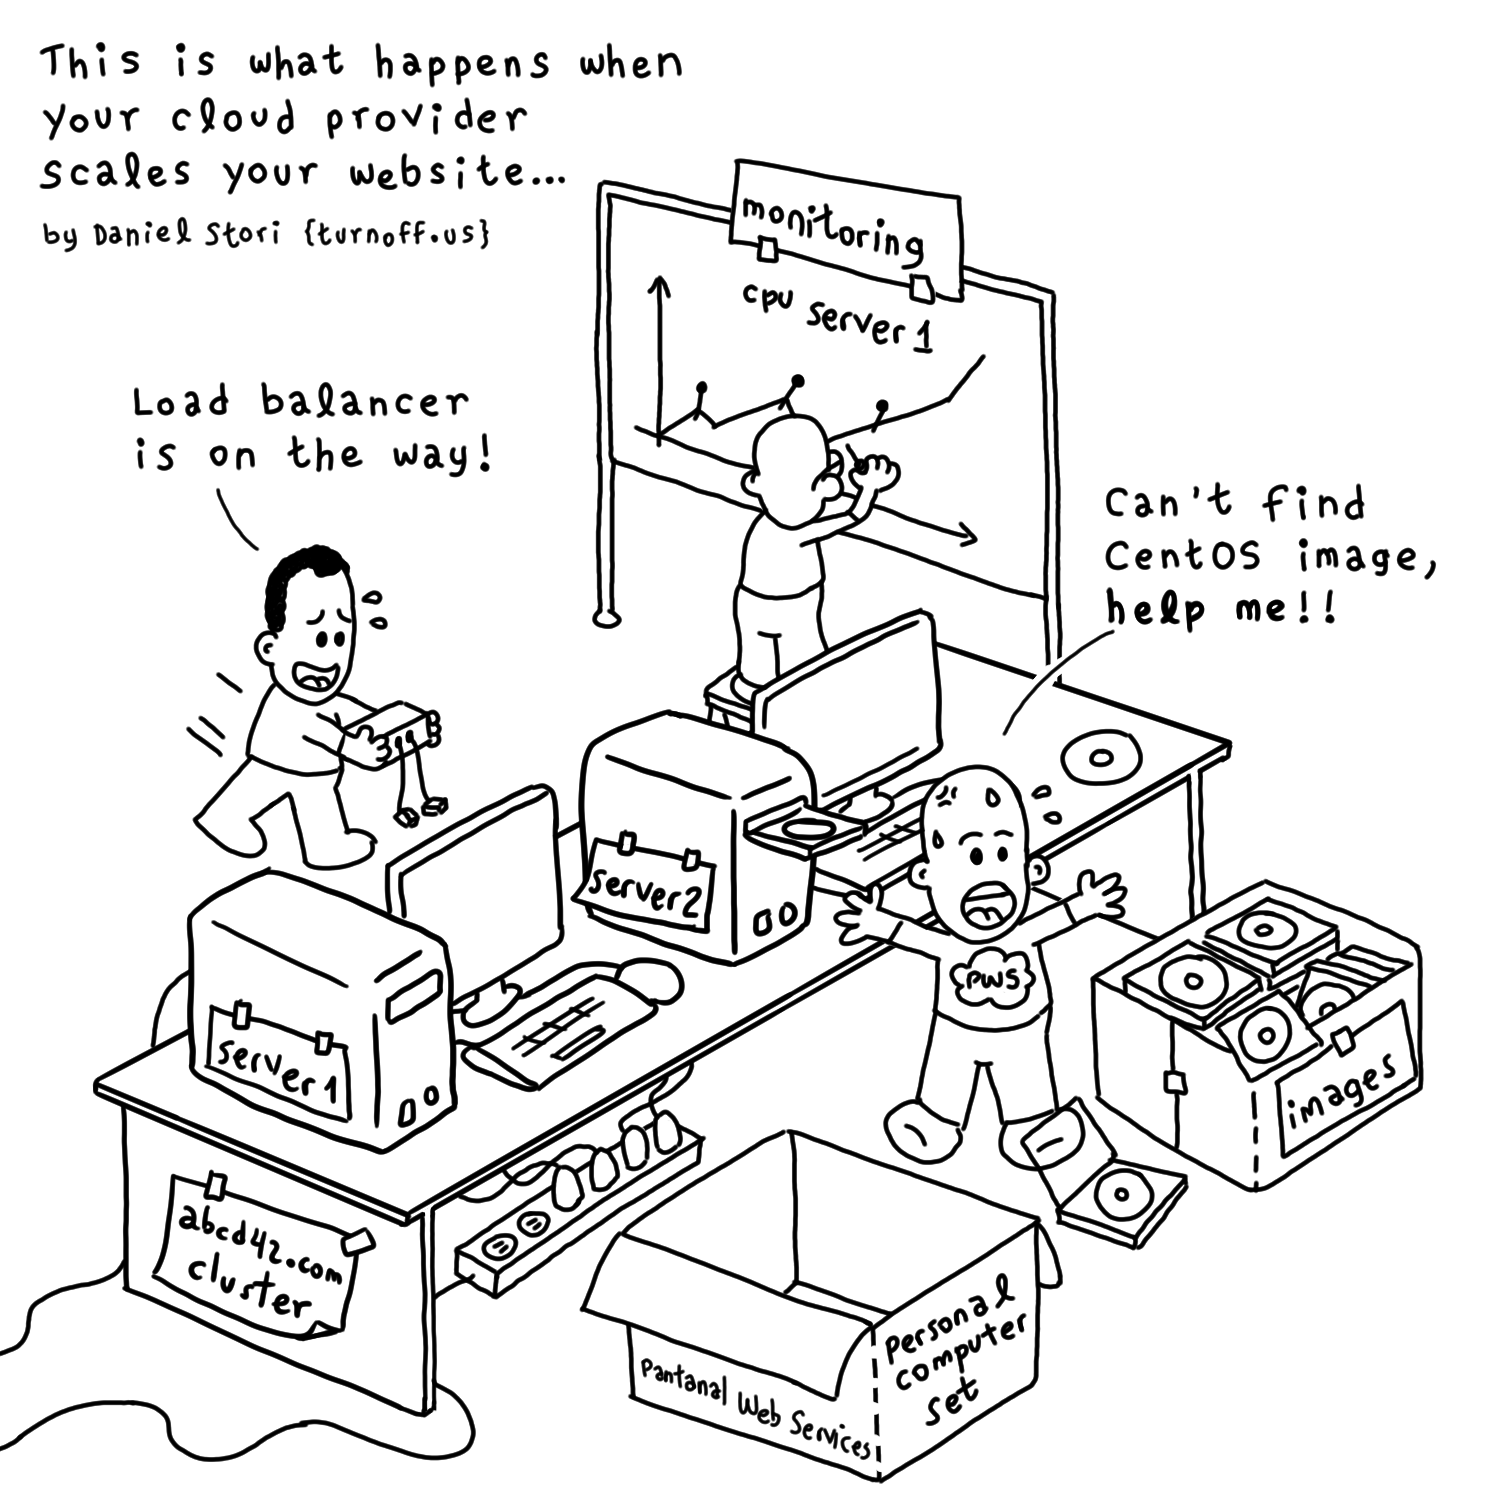 This is what happens when
your cloud provider
scales your website...
by Daniel Stori {turnoff.us}
monitoring
cpu server 1
Load balancer
is on the way!
Can't find
CentOS image,
help me!!
server2
PWS
server 1
images
abcd42.com
cluster
Personal
computer
set
Pantanal Web Services